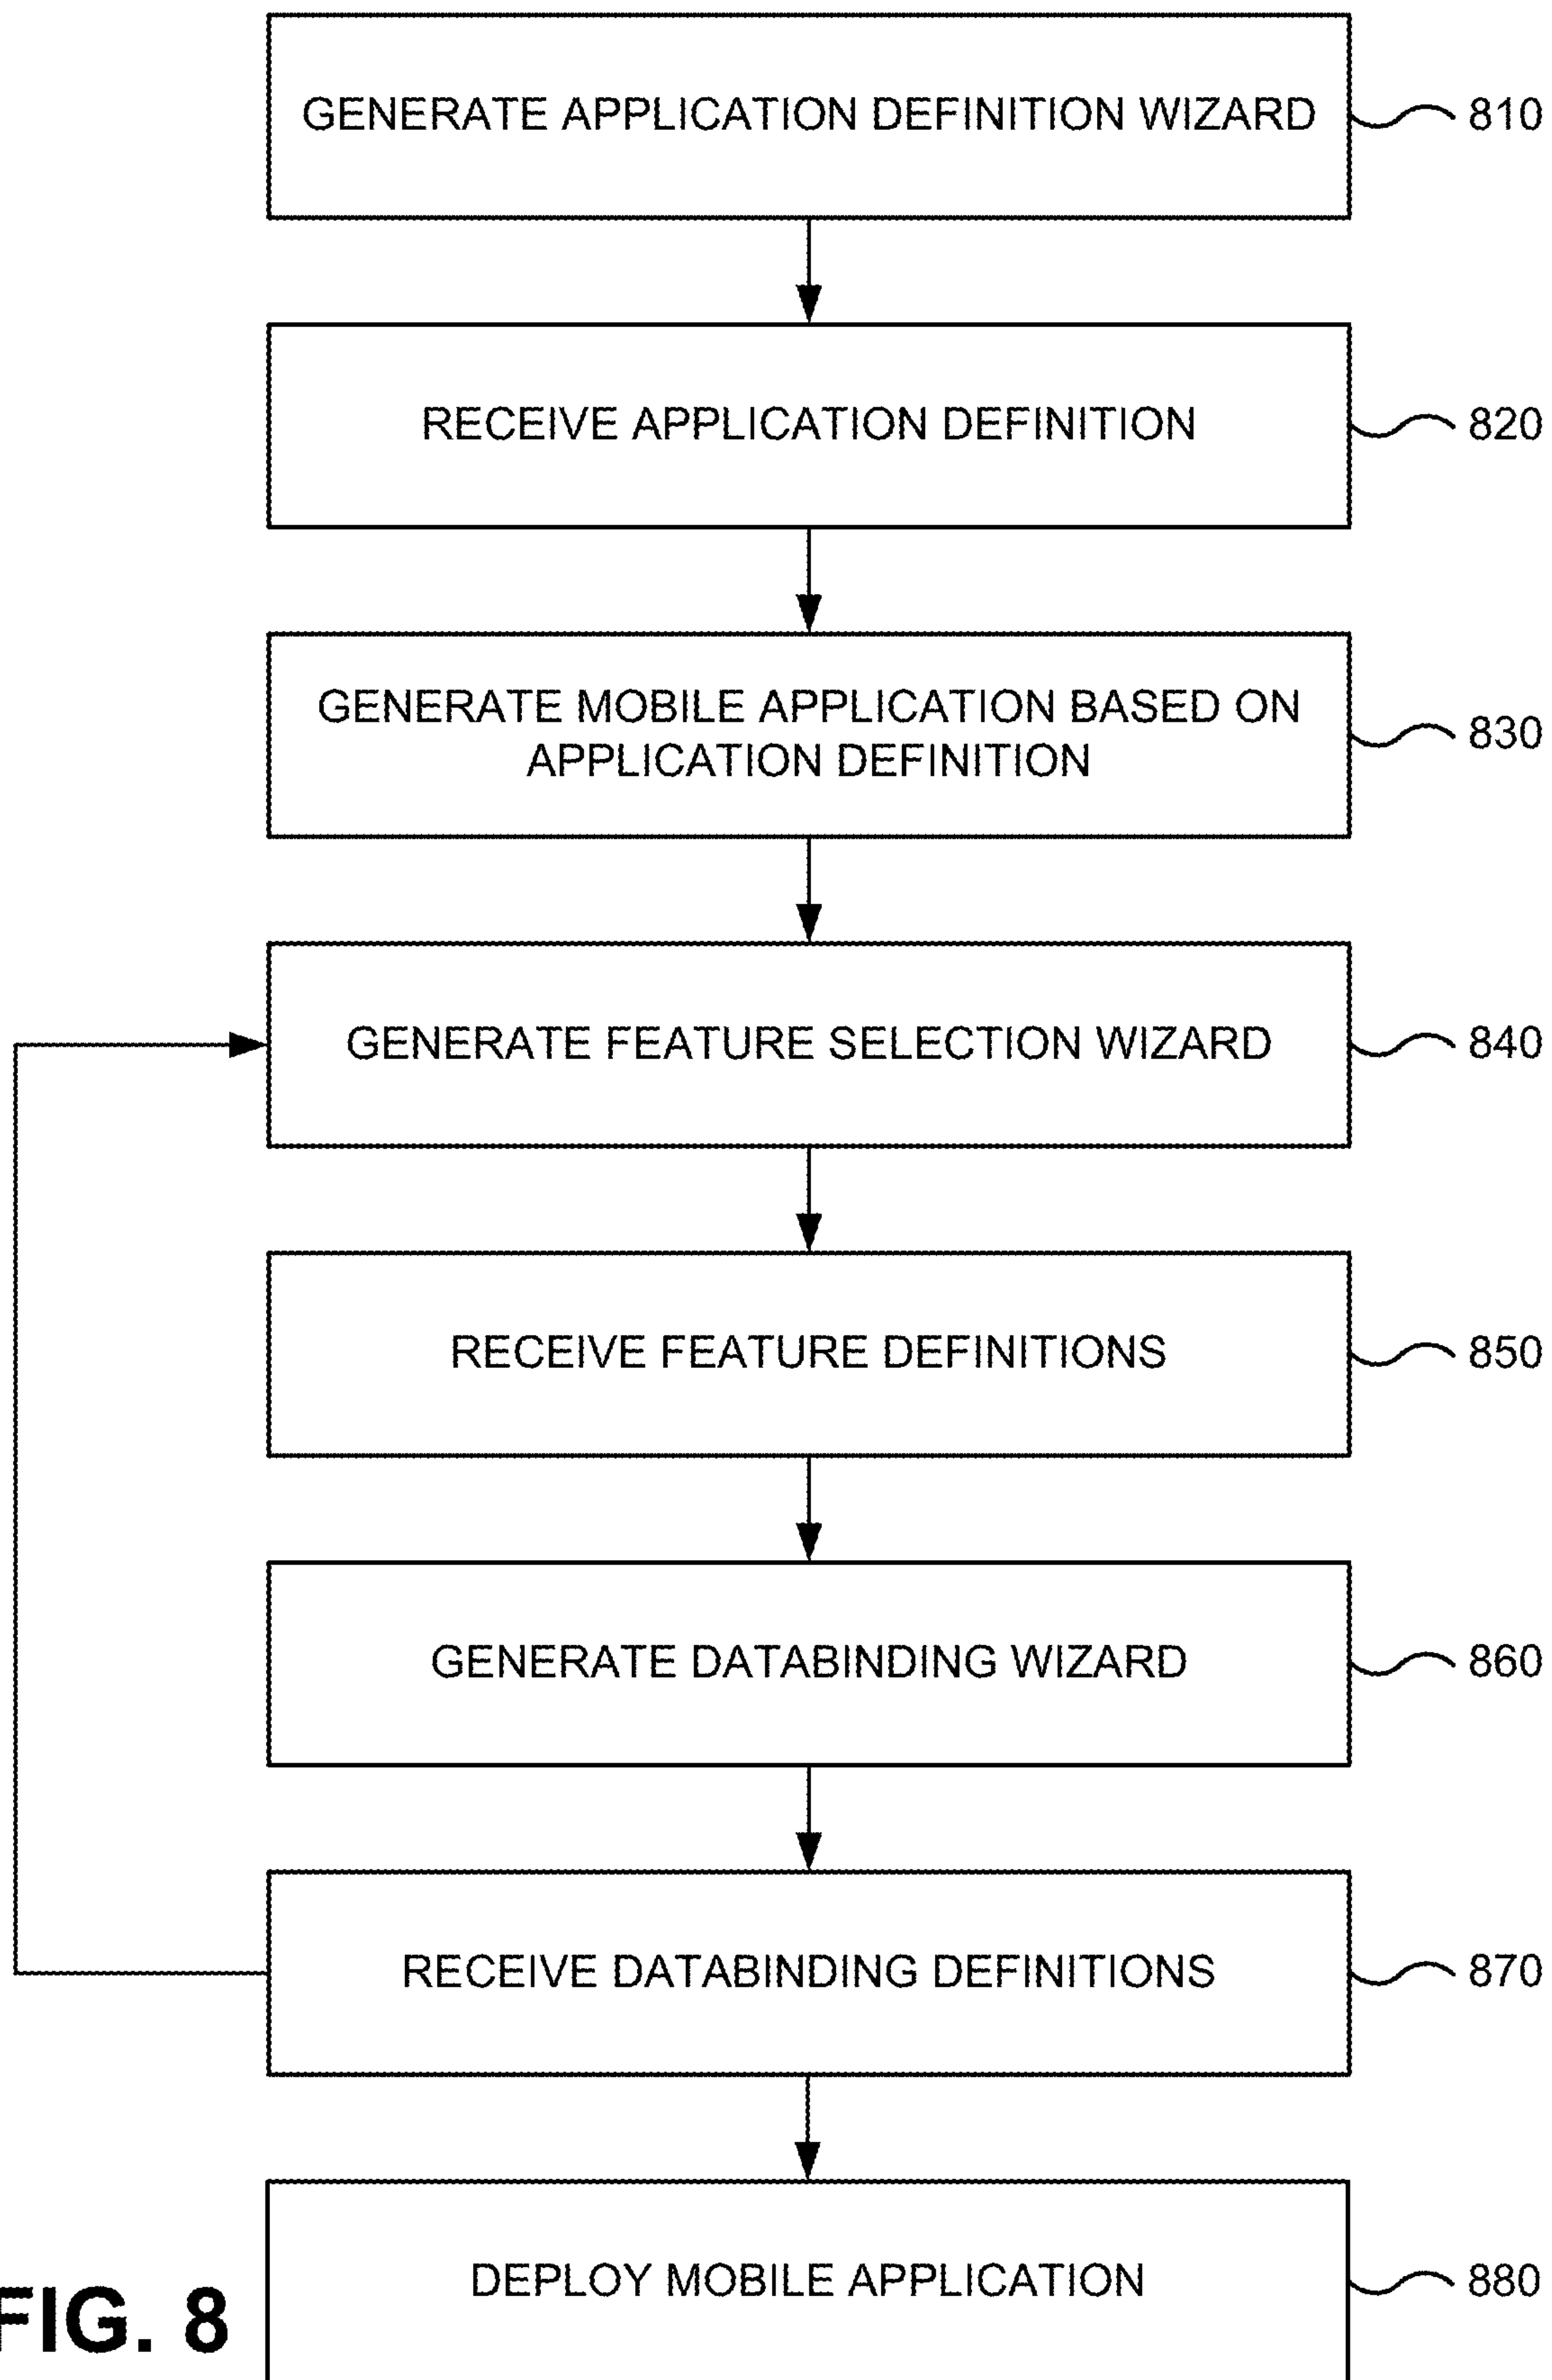 GENERATE APPLICATION DEFINITION WIZARD
810
RECEIVE APPLICATION DEFINITION
820
GENERATE MOBILE APPLICATION BASED ON
APPLICATION DEFINITION
830
GENERATE FEATURE SELECTION WIZARD
840
RECEIVE FEATURE DEFINITIONS
850
GENERATE DATABINDING WIZARD
860
RECEIVE DATABINDING DEFINITIONS
870
DEPLOY MOBILE APPLICATION
880
FIG. 8